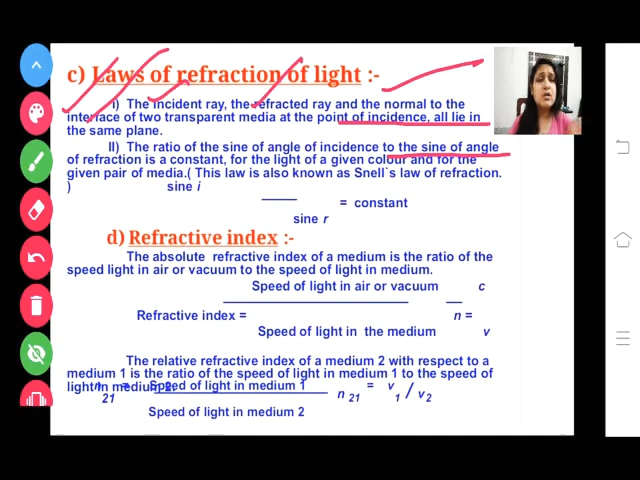 c) Laws of refraction of light :-
I) The incident ray, the refracted ray and the normal to the
interface of two transparent media at the point of incidence, all lie in
the same plane.
II) The ratio of the sine of angle of incidence to the sine of angle
of refraction is a constant, for the light of a given colour and for the
given pair of media.( This law is also known as Snell`s law of refraction.
) sine i
= constant
sine r
d) Refractive index :-
The absolute refractive index of a medium is the ratio of the
speed light in air or vacuum to the speed of light in medium.
Speed of light in air or vacuum c
Refractive index = n =
Speed of light in the medium v
The relative refractive index of a medium 2 with respect to a
medium 1 is the ratio of the speed of light in medium 1 to the speed of
light in medium 2.
n 21 = Speed of light in medium 1 n 21 = v 1 / v 2
Speed of light in medium 2